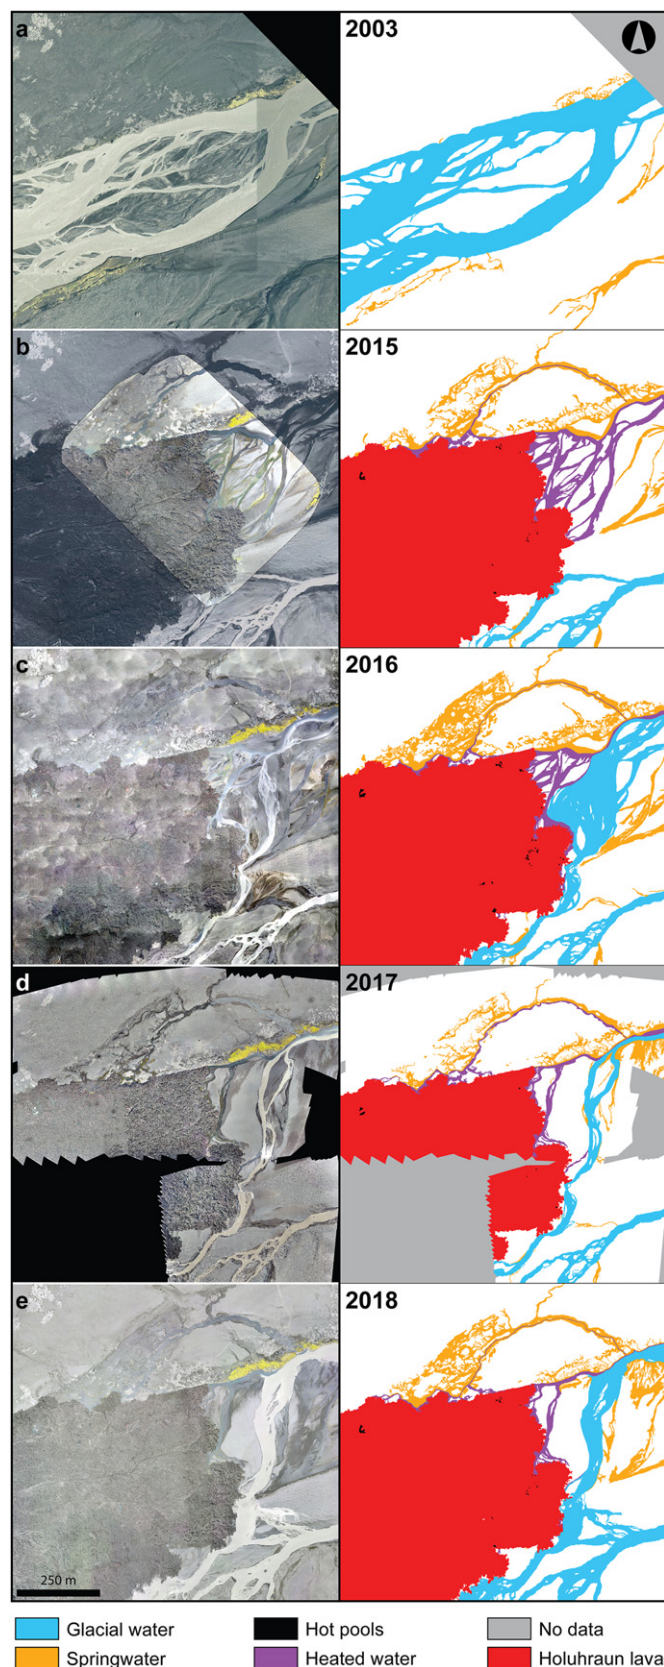 a
2003
b
2015
c
2016
d
2017
e
2018
250 m
Glacial water
Hot pools
No data
Springwater
Heated water
Holuhraun lava